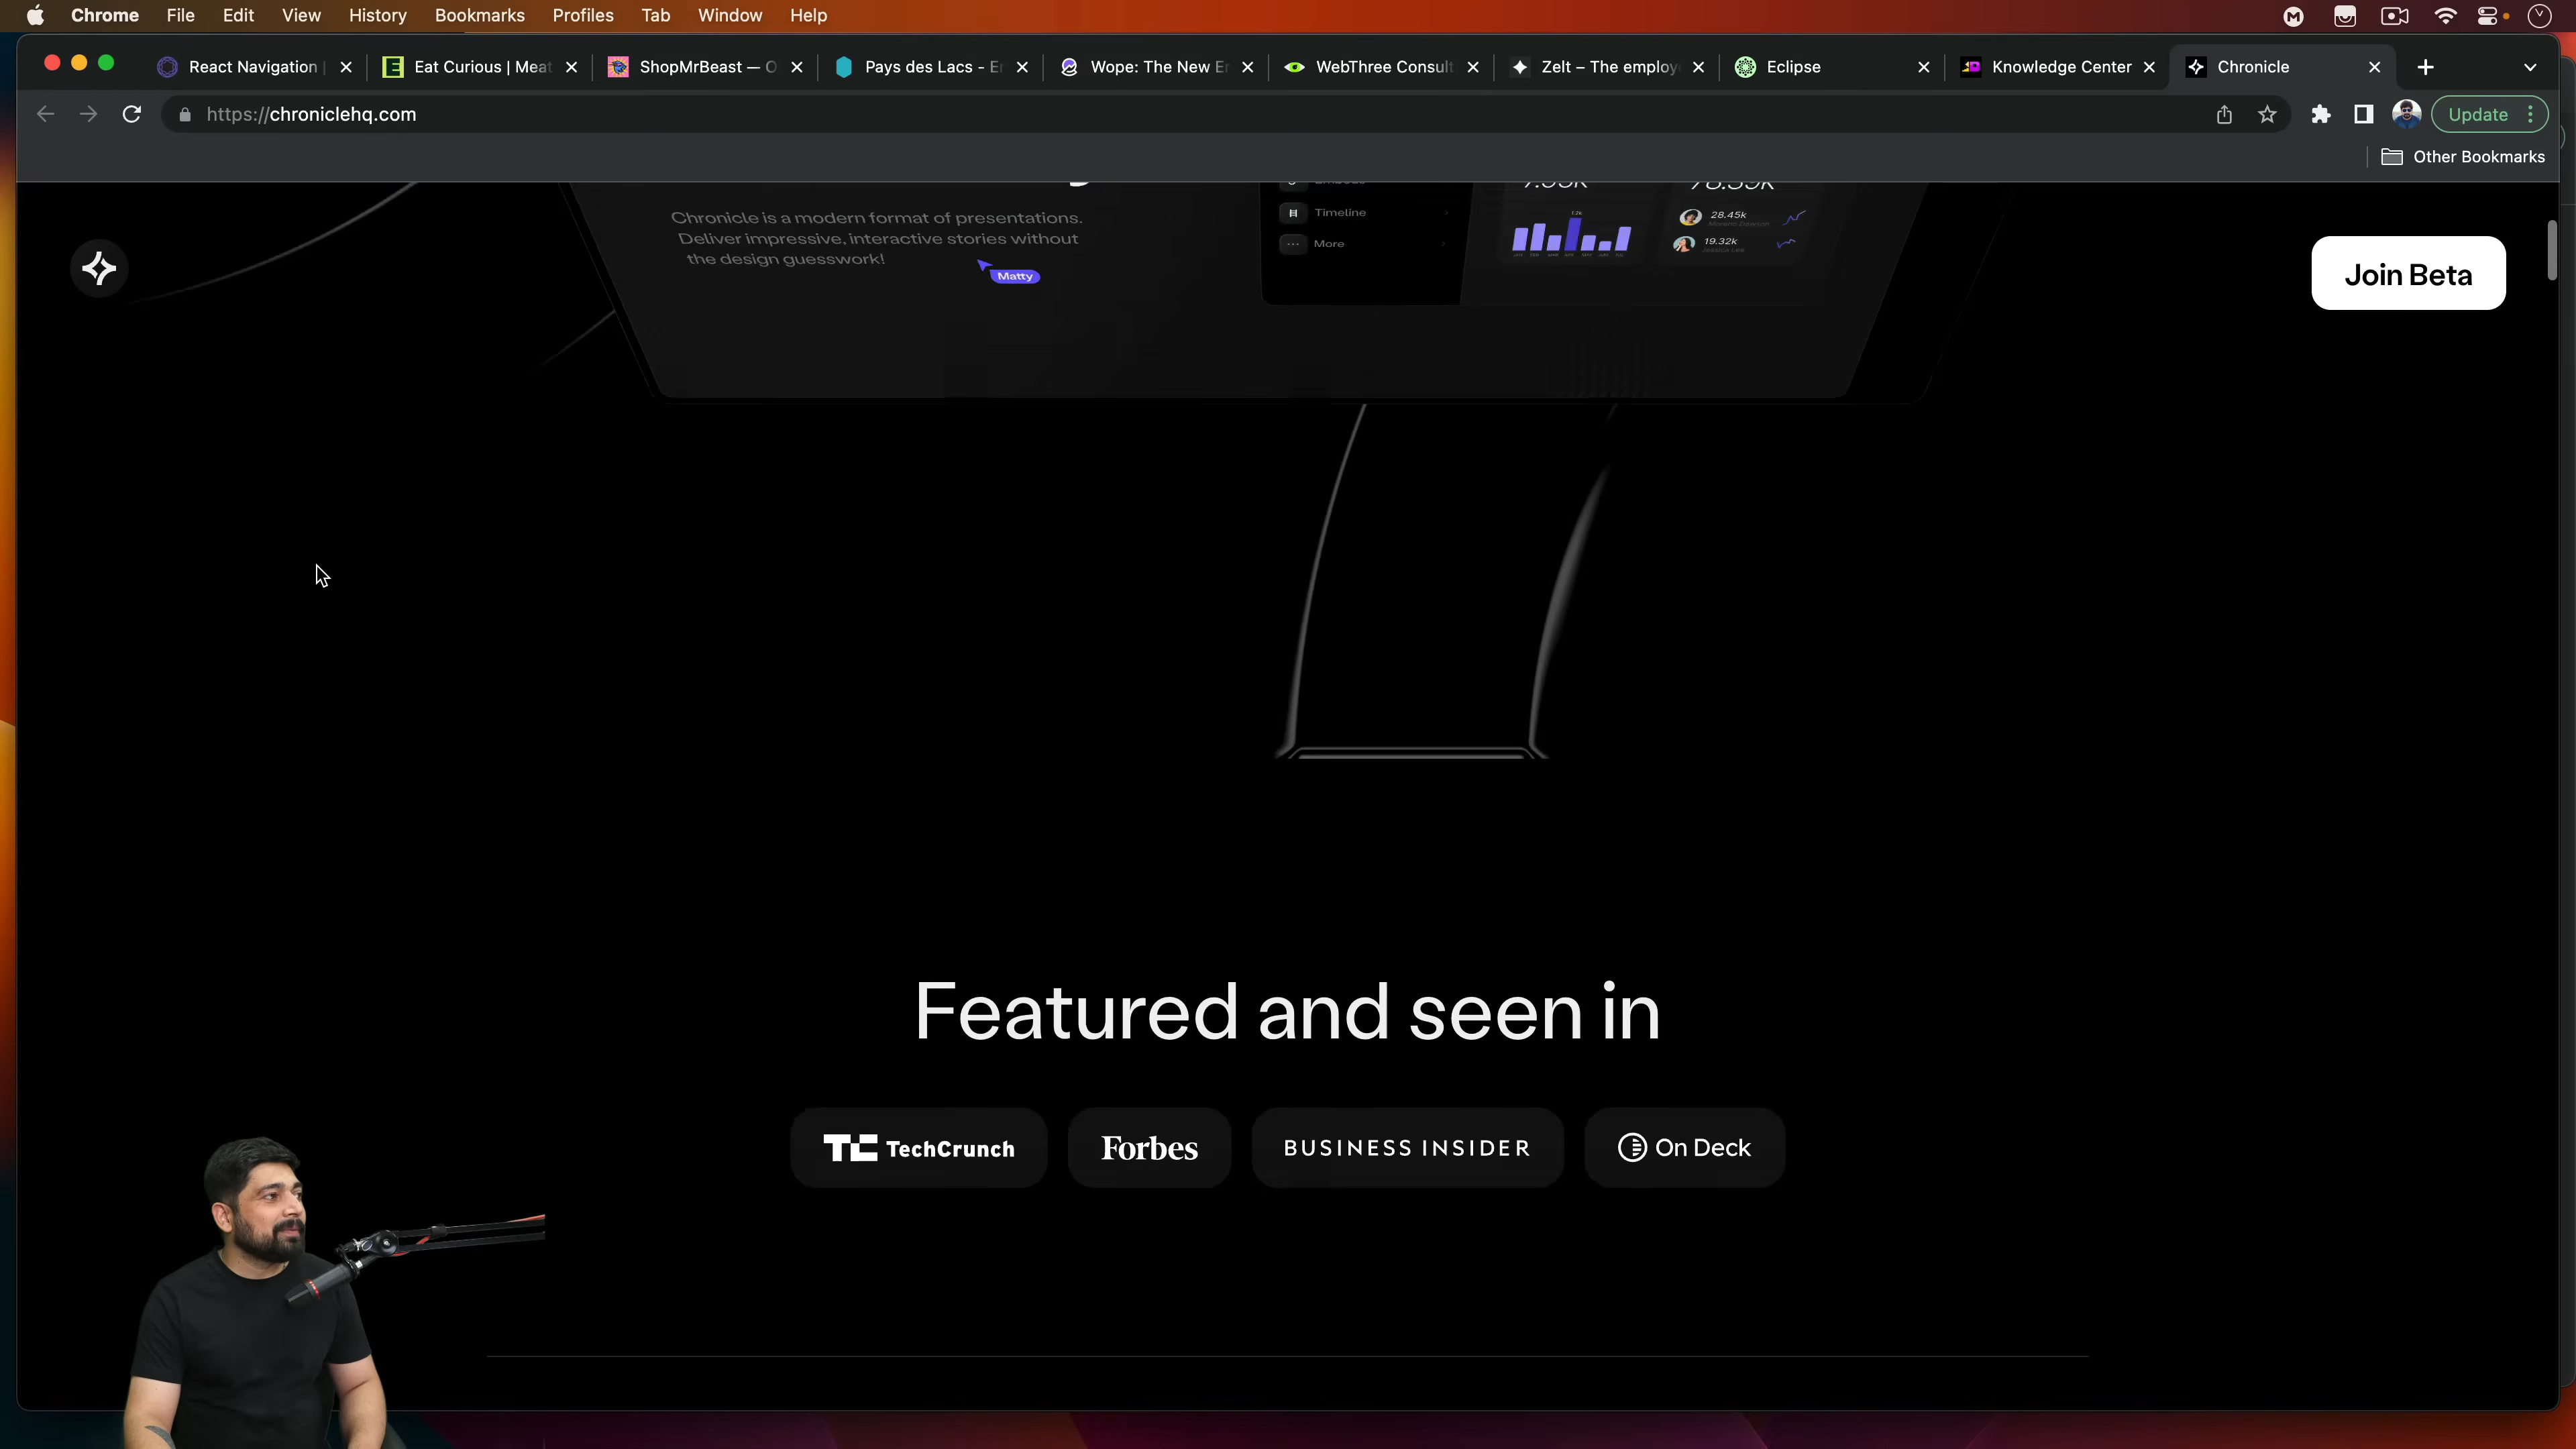 Chrome File Edit View History Bookmarks Profiles Tab Window Help
React Navigation | Eat Curious | Meat ShopMrBeast — O Pays des Lacs - En Wope: The New Er WebThree Consult Zelt – The employ Eclipse Knowledge Center Chronicle
https://chroniclehq.com Update
Other Bookmarks
Chronicle is a modern format of presentations.
Deliver impressive, interactive stories without
the design guesswork!
Matty
Timeline
More
28.45k
19.32k
Join Beta
Featured and seen in
TC TechCrunch
Forbes
BUSINESS INSIDER
On Deck